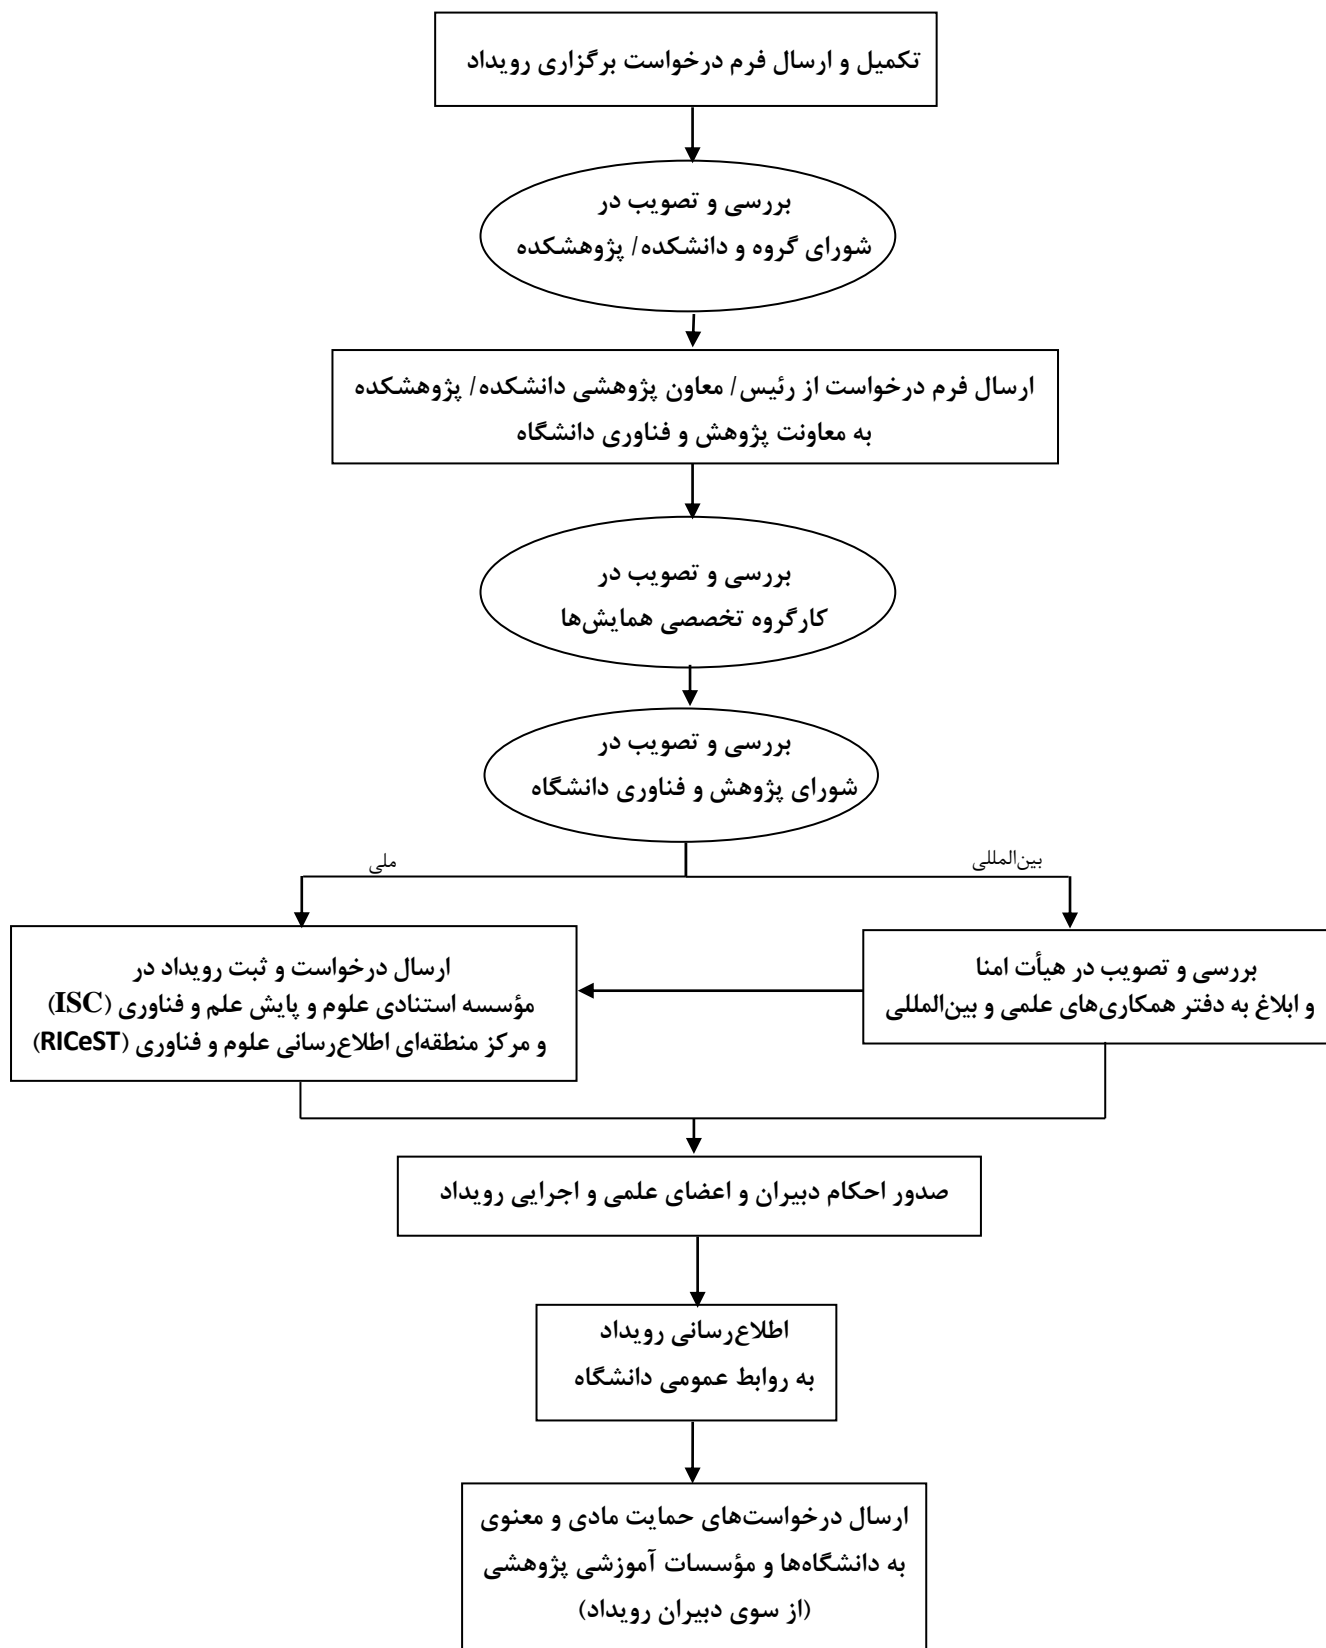 تکمیل و ارسال فرم درخواست برگزاری رویداد
بررسی و تصویب در
شورای گروه و دانشکده/ پژوهشکده
ارسال فرم درخواست از رئیس/ معاون پژوهشی دانشکده/ پژوهشکده
به معاونت پژوهش و فناوری دانشگاه
بررسی و تصویب در
کارگروه تخصصی همایش‌ها
بررسی و تصویب در
شورای پژوهش و فناوری دانشگاه
بین‌المللی
ملی
بررسی و تصویب در هیأت امنا
و ابلاغ به دفتر همکاری‌های علمی و بین‌المللی
ارسال درخواست و ثبت رویداد در
مؤسسه استنادی علوم و پایش علم و فناوری (ISC)
و مرکز منطقه‌ای اطلاع‌رسانی علوم و فناوری (RICeST)
صدور احکام دبیران و اعضای علمی و اجرایی رویداد
اطلاع‌رسانی رویداد
به روابط عمومی دانشگاه
ارسال درخواست‌های حمایت مادی و معنوی
به دانشگاه‌ها و مؤسسات آموزشی پژوهشی
(از سوی دبیران رویداد)